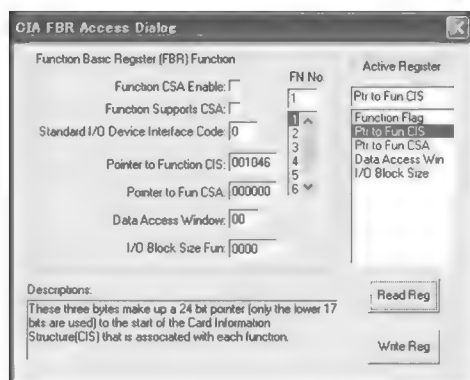 CIA FBR Access Dialog
Function Basic Register (FBR) Function
Function CSA Enable:
Function Supports CSA:
Standard I/O Device Interface Code: 0
Pointer to Function CIS: 001046
Pointer to Fun CSA: 000000
Data Access Window: 00
I/O Block Size Fun: 0000
FN No.
1
1
2
3
4
5
6
Active Register
Ptr to Fun CIS
Function Flag
Ptr to Fun CIS
Ptr to Fun CSA
Data Access Win
I/O Block Size
Descriptions:
These three bytes make up a 24 bit pointer (only the lower 17
bits are used) to the start of the Card Information
Structure(CIS) that is associated with each function.
Read Reg
Write Reg